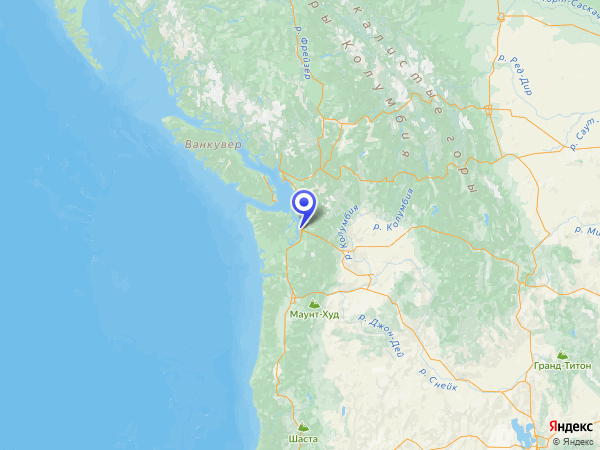 р. Фрейзер
Скалистые горы
ры Колумбия
р. Ред-Дир
р. Саут
Ванкувер
р. Колумбия
р. Колумбия
р. Ми
Маунт-Худ
р. Джон-Дей
р. Снейк
Гранд-Титон
Шаста
Яндекс
© Яндекс